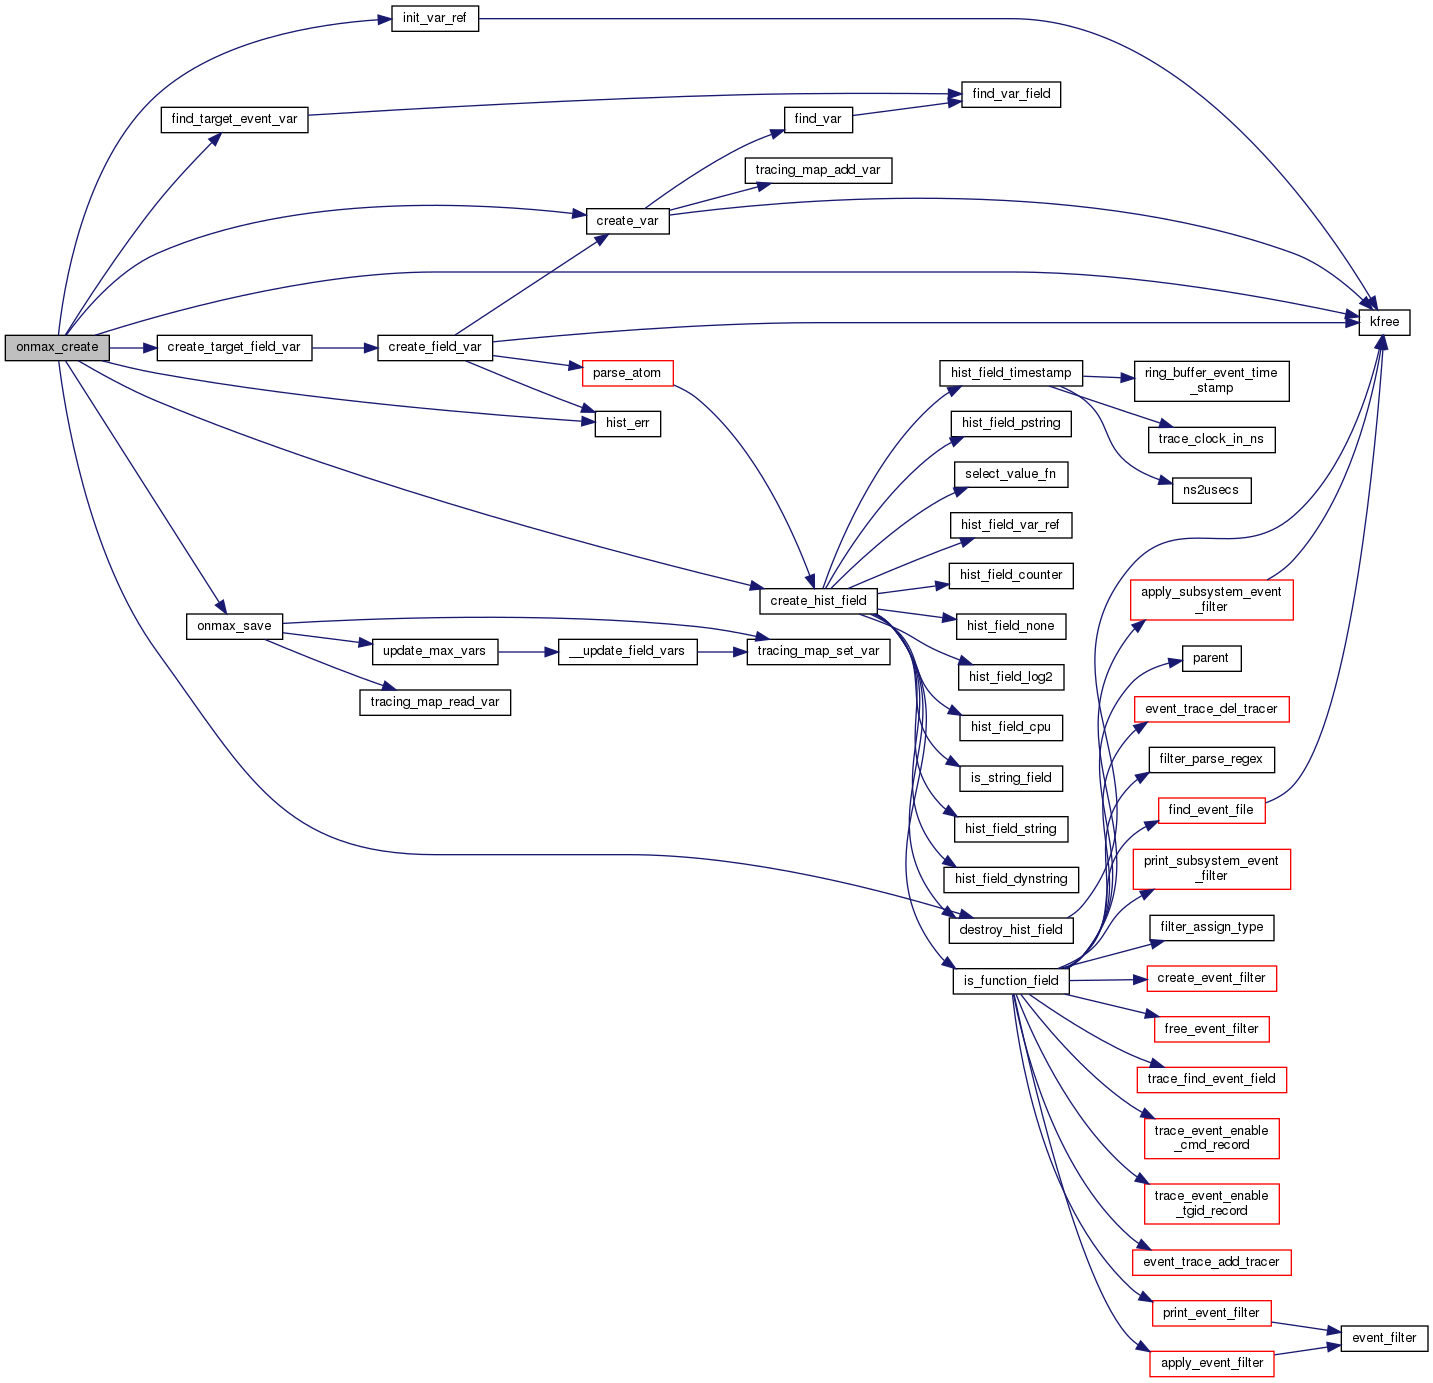 init_var_ref
find_var_field
find_target_event_var
find_var
tracing_map_add_var
create_var
kfree
onmax_create
create_target_field_var
create_field_var
parse_atom
hist_field_timestamp
ring_buffer_event_time
_stamp
hist_err
hist_field_pstring
trace_clock_in_ns
select_value_fn
ns2usecs
hist_field_var_ref
hist_field_counter
apply_subsystem_event
_filter
create_hist_field
onmax_save
hist_field_none
update_max_vars
__update_field_vars
tracing_map_set_var
parent
hist_field_log2
tracing_map_read_var
event_trace_del_tracer
hist_field_cpu
filter_parse_regex
is_string_field
find_event_file
hist_field_string
print_subsystem_event
_filter
hist_field_dynstring
destroy_hist_field
filter_assign_type
is_function_field
create_event_filter
free_event_filter
trace_find_event_field
trace_event_enable
_cmd_record
trace_event_enable
_tgid_record
event_trace_add_tracer
print_event_filter
event_filter
apply_event_filter